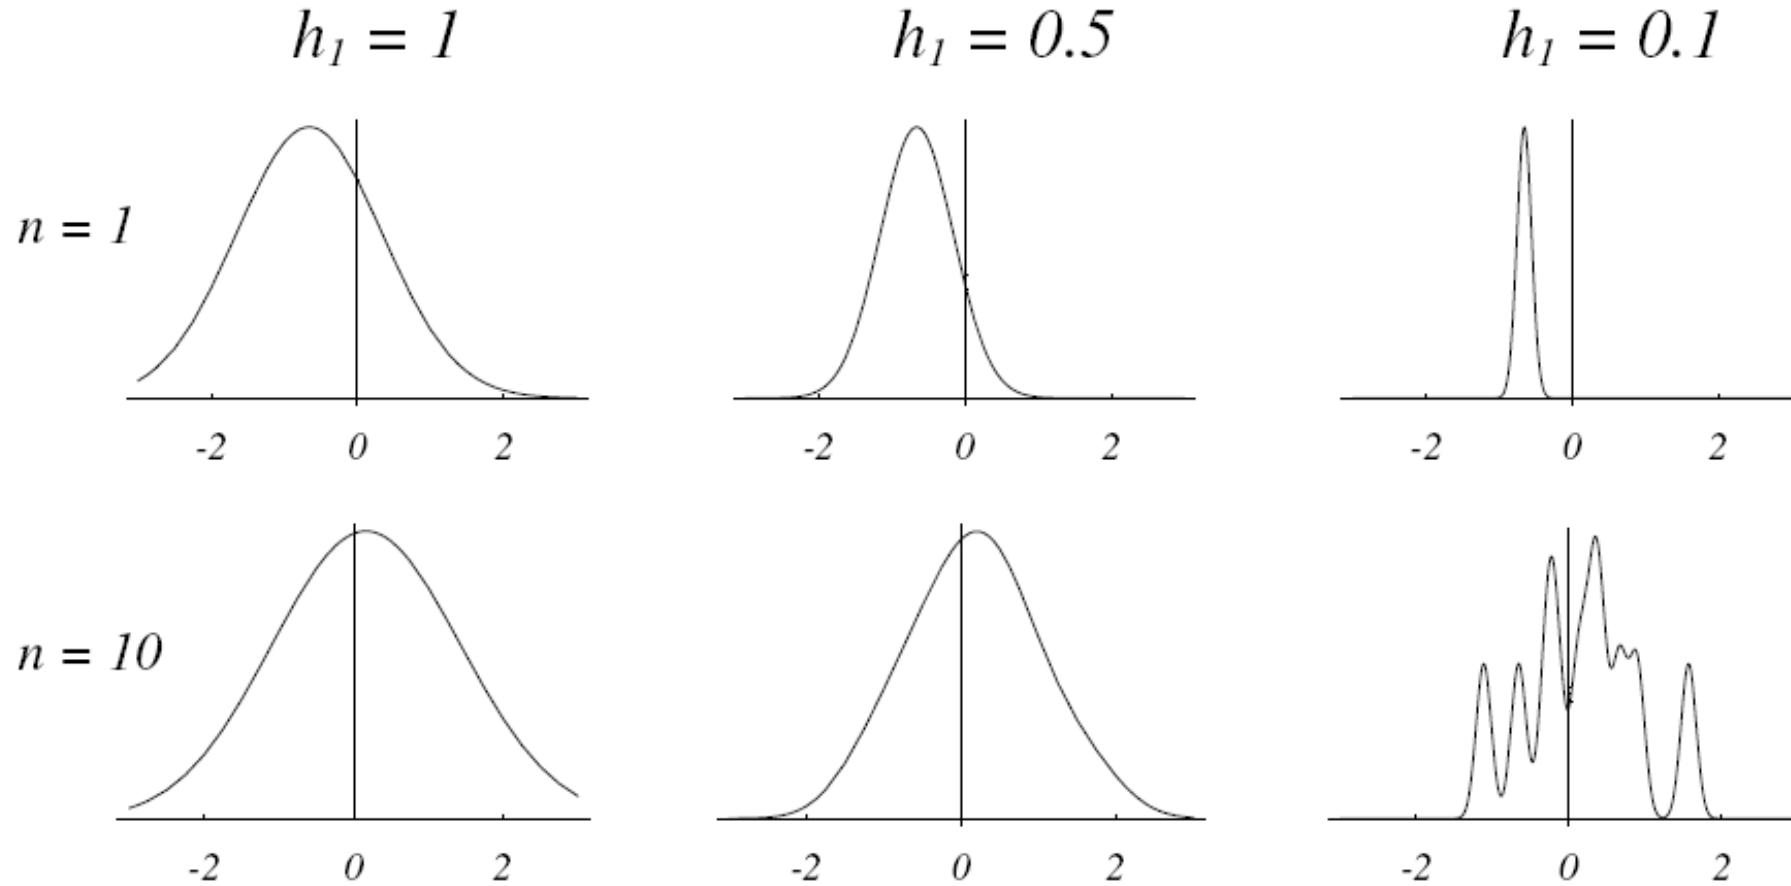 h₁ = 1 h₁ = 0.5 h₁ = 0.1
n = 1
-2 0 2 -2 0 2 -2 0 2
n = 10
-2 0 2 -2 0 2 -2 0 2